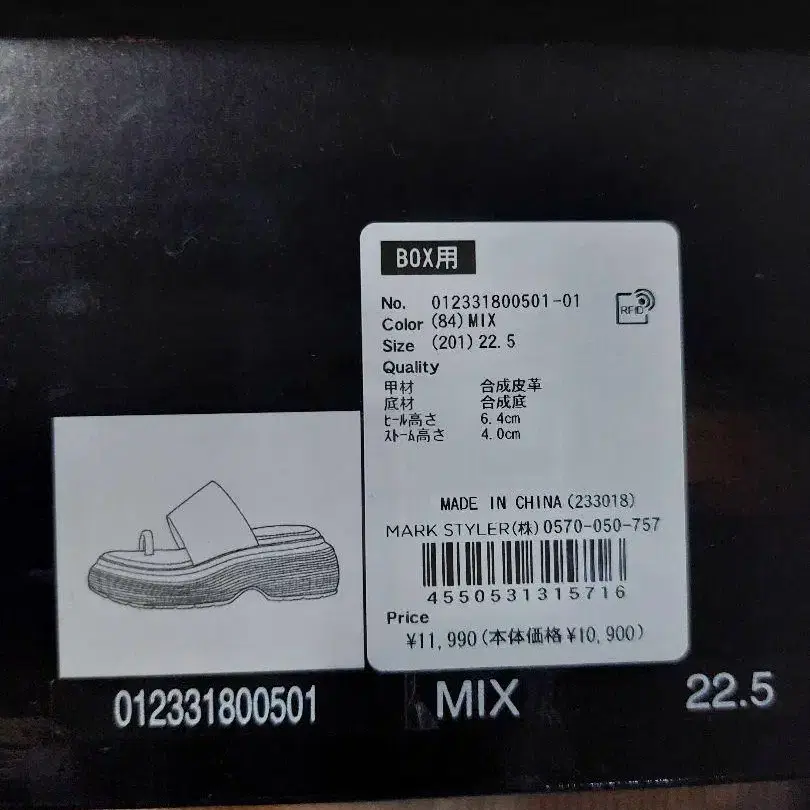 BOX用
No. 012331800501-01
Color (84)MIX
Size (201)22.5
RFID
Quality
甲材 合成皮革
底材 合成底
ﾋｰﾙ高さ 6.4cm
ｽﾄｰﾑ高さ 4.0cm
MADE IN CHINA(233018)
MARK STYLER(株)0570-050-757
4550531315716
Price
¥11,990(本体価格¥10,900)
012331800501 MIX 22.5